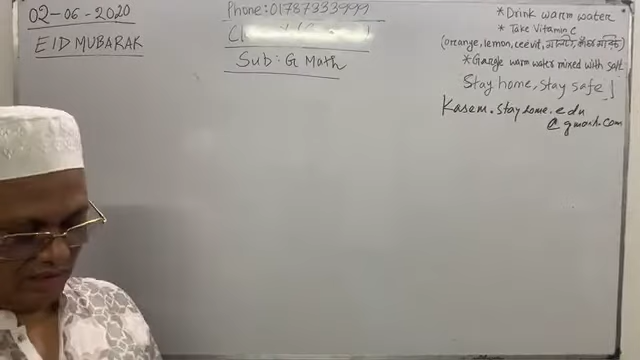 02-06-2020
EID MUBARAK
Phone: 01787333999
Sub: G Math
* Drink warm water
* Take Vitamin C
(orrange, lemon, ceevit,
* Gargle warm water mixed with salt
Stay home, stay safe!
Kasem.stayhome.edu
@gmail.com